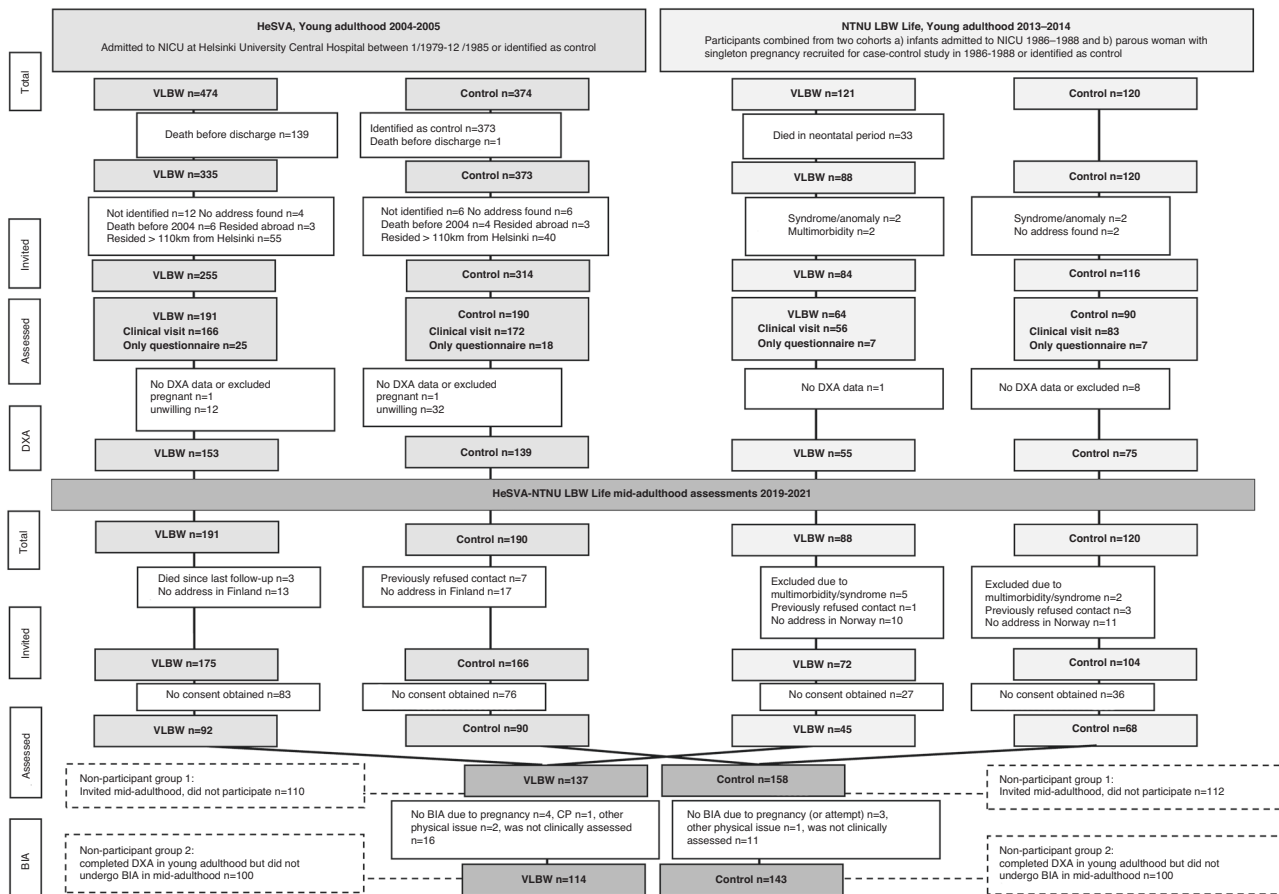 HeSVA, Young adulthood 2004-2005
Admitted to NICU at Helsinki University Central Hospital between 1/1979-12 /1985 or identified as control
NTNU LBW Life, Young adulthood 2013–2014
Participants combined from two cohorts a) infants admitted to NICU 1986–1988 and b) parous woman with
singleton pregnancy recruited for case-control study in 1986-1988 or identified as control
Total
VLBW n=474
Control n=374
VLBW n=121
Control n=120
Death before discharge n=139
Identified as control n=373
Death before discharge n=1
Died in neontatal period n=33
VLBW n=335
Control n=373
VLBW n=88
Control n=120
Invited
Not identified n=12 No address found n=4
Death before 2004 n=6 Resided abroad n=3
Resided > 110km from Helsinki n=55
Not identified n=6 No address found n=6
Death before 2004 n=4 Resided abroad n=3
Resided > 110km from Helsinki n=40
Syndrome/anomaly n=2
Multimorbidity n=2
Syndrome/anomaly n=2
No address found n=2
VLBW n=255
Control n=314
VLBW n=84
Control n=116
Assessed
VLBW n=191
Clinical visit n=166
Only questionnaire n=25
Control n=190
Clinical visit n=172
Only questionnaire n=18
VLBW n=64
Clinical visit n=56
Only questionnaire n=7
Control n=90
Clinical visit n=83
Only questionnaire n=7
No DXA data or excluded
pregnant n=1
unwilling n=12
No DXA data or excluded
pregnant n=1
unwilling n=32
No DXA data n=1
No DXA data or excluded n=8
DXA
VLBW n=153
Control n=139
VLBW n=55
Control n=75
HeSVA-NTNU LBW Life mid-adulthood assessments 2019-2021
Total
VLBW n=191
Control n=190
VLBW n=88
Control n=120
Died since last follow-up n=3
No address in Finland n=13
Previously refused contact n=7
No address in Finland n=17
Excluded due to
multimorbidity/syndrome n=5
Previously refused contact n=1
No address in Norway n=10
Excluded due to
multimorbidity/syndrome n=2
Previously refused contact n=3
No address in Norway n=11
Invited
VLBW n=175
Control n=166
VLBW n=72
Control n=104
No consent obtained n=83
No consent obtained n=76
No consent obtained n=27
No consent obtained n=36
Assessed
VLBW n=92
Control n=90
VLBW n=45
Control n=68
Non-participant group 1:
Invited mid-adulthood, did not participate n=110
VLBW n=137
Control n=158
Non-participant group 1:
Invited mid-adulthood, did not participate n=112
No BIA due to pregnancy n=4, CP n=1, other
physical issue n=2, was not clinically assessed
n=16
No BIA due to pregnancy (or attempt) n=3,
other physical issue n=1, was not clinically
assessed n=11
BIA
Non-participant group 2:
completed DXA in young adulthood but did not
undergo BIA in mid-adulthood n=100
VLBW n=114
Control n=143
Non-participant group 2:
completed DXA in young adulthood but did not
undergo BIA in mid-adulthood n=100